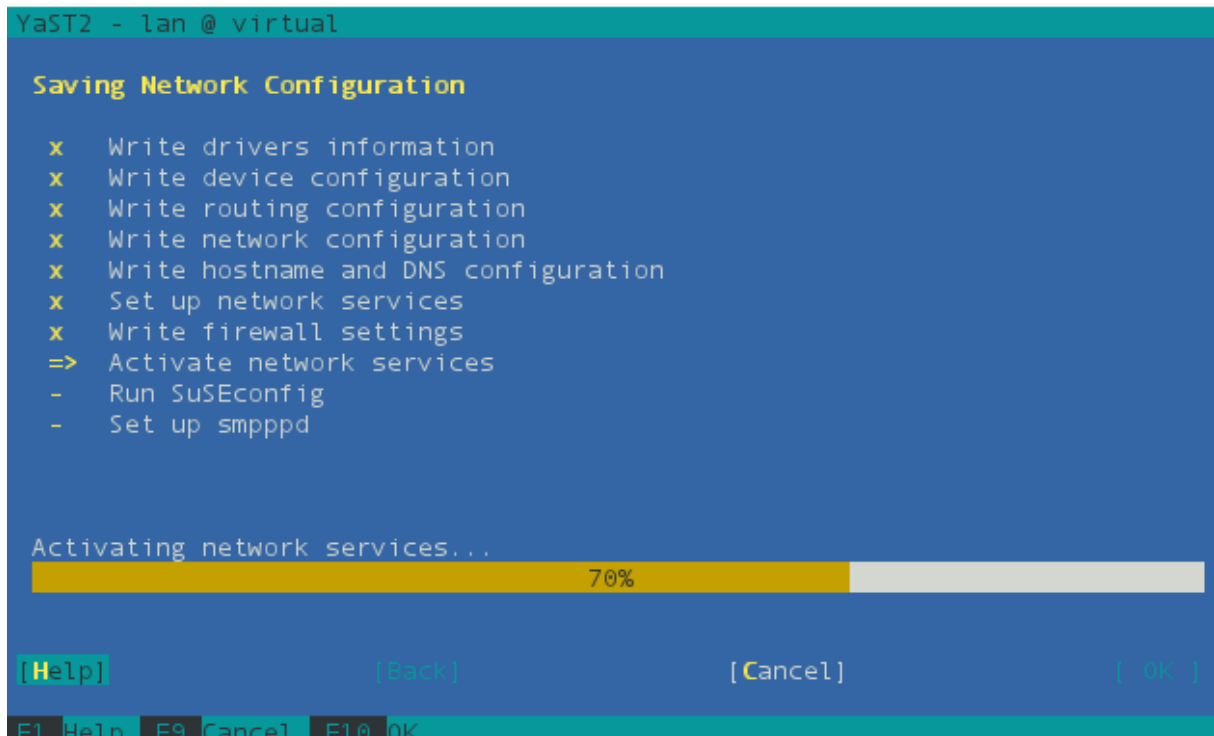 YaST2 - lan @ virtual
Saving Network Configuration
x Write drivers information
x Write device configuration
x Write routing configuration
x Write network configuration
x Write hostname and DNS configuration
x Set up network services
x Write firewall settings
=> Activate network services
- Run SuSEconfig
- Set up smpppd
Activating network services...
70%
[Help] [Back] [Cancel] [ OK ]
F1 Help F9 Cancel F10 OK